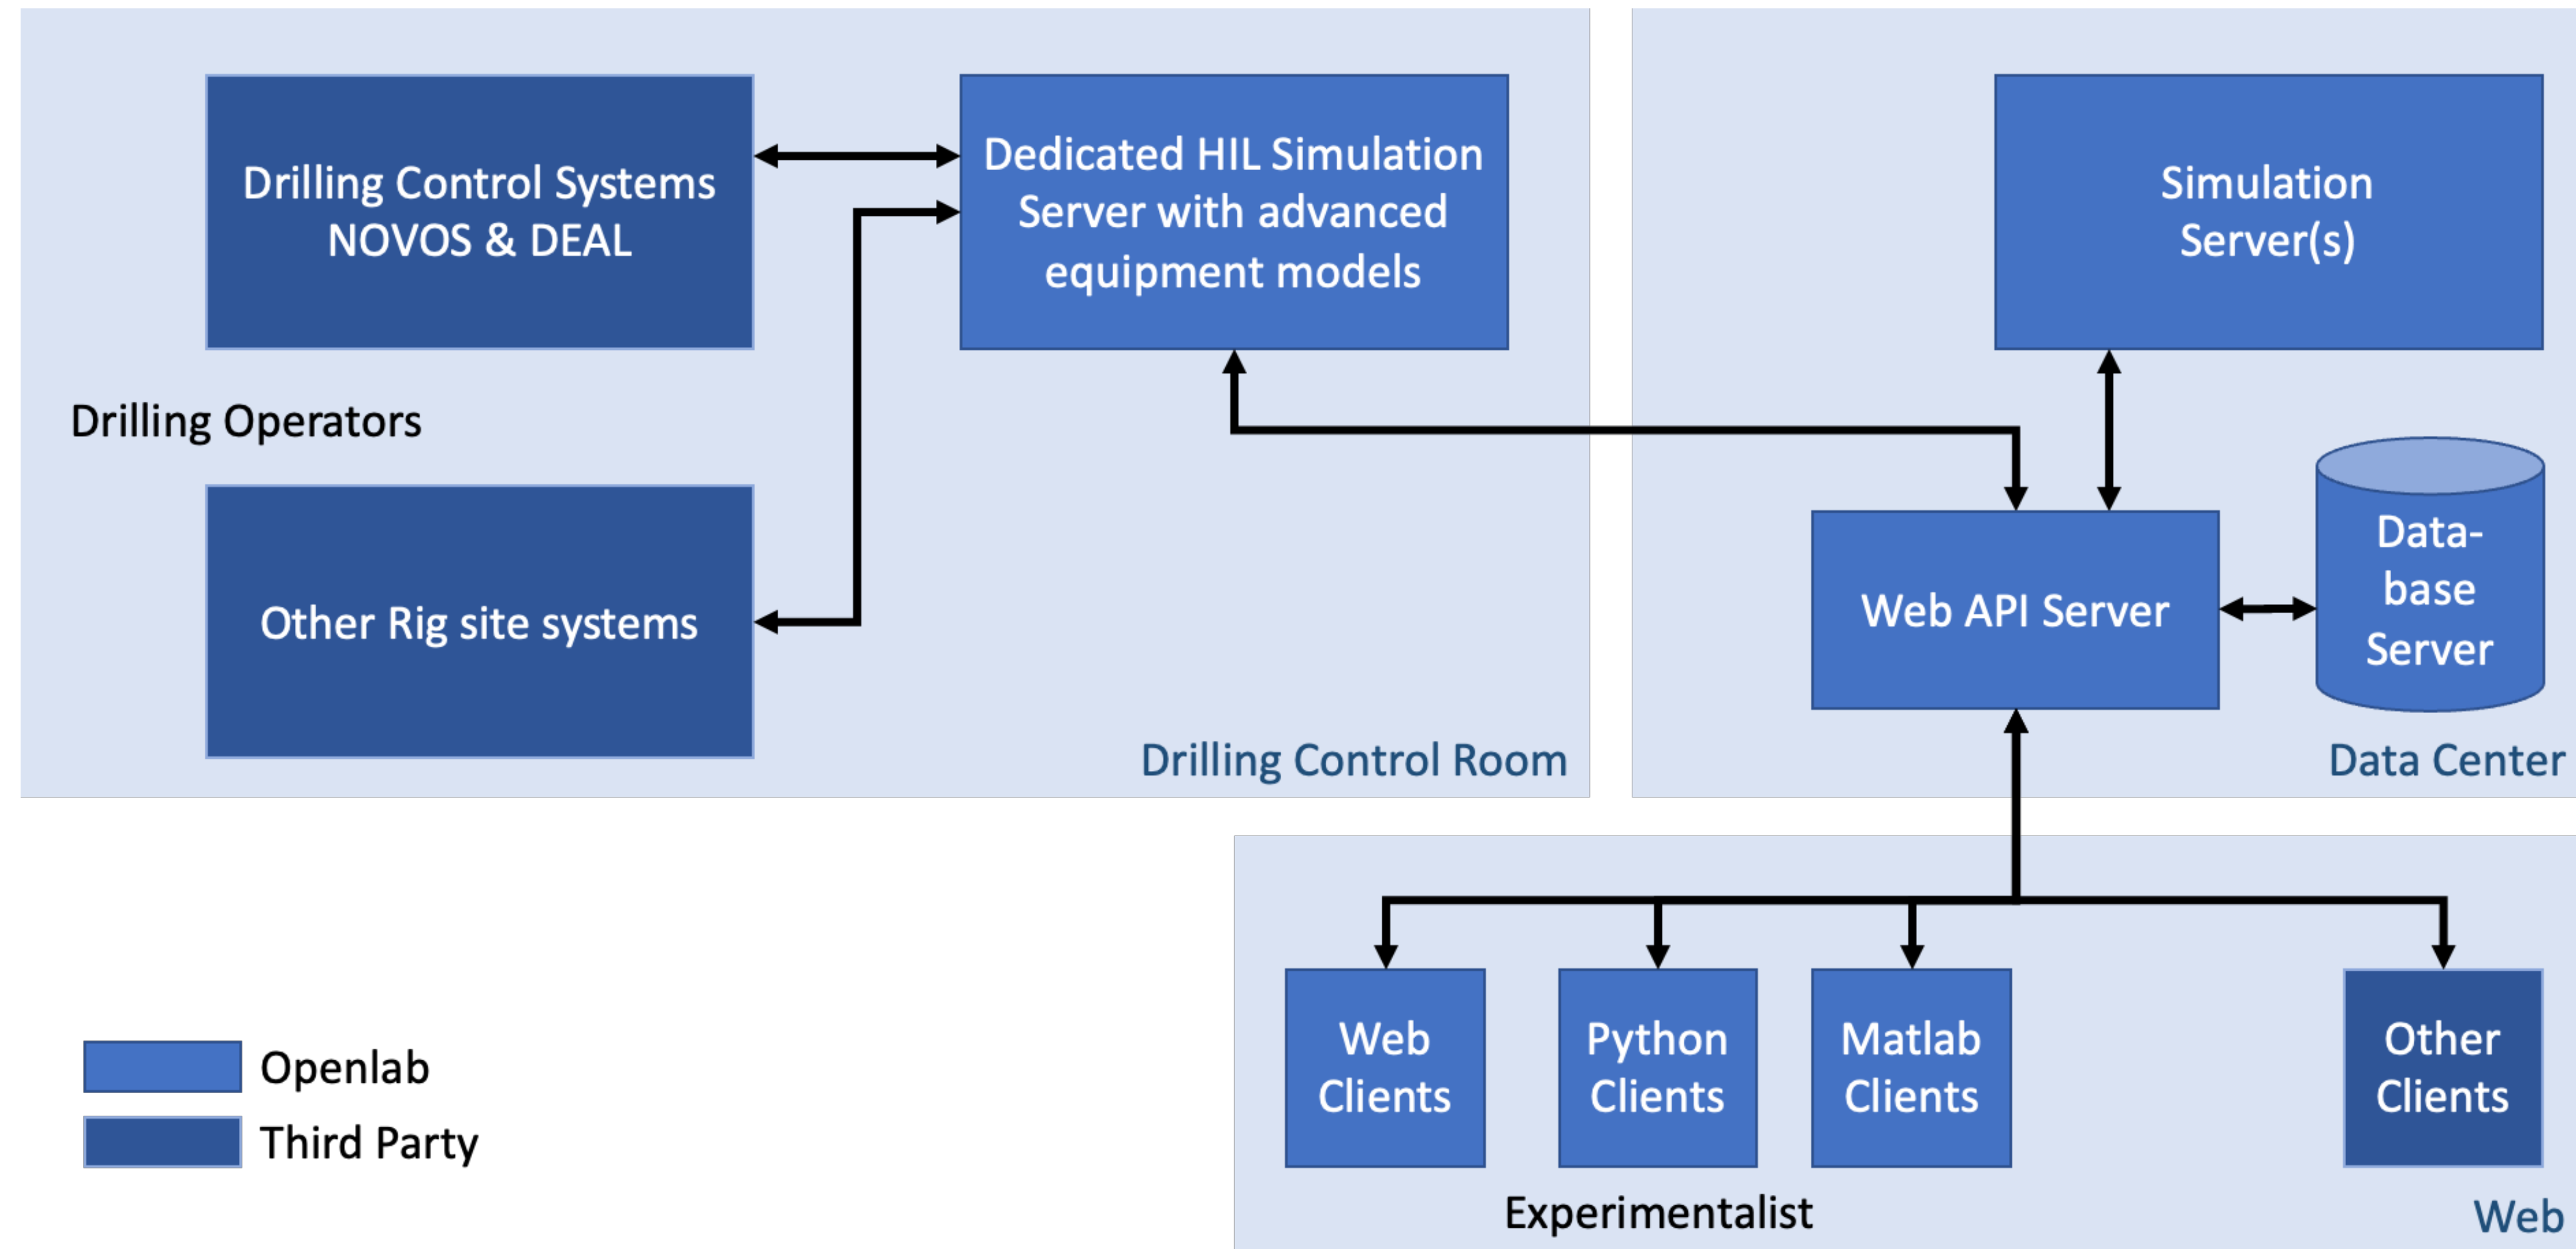 Drilling Control Systems
NOVOS & DEAL
Dedicated HIL Simulation
Server with advanced
equipment models
Simulation
Server(s)
Drilling Operators
Other Rig site systems
Web API Server
Data-
base
Server
Drilling Control Room
Data Center
Web
Clients
Python
Clients
Matlab
Clients
Other
Clients
Experimentalist
Web
Openlab
Third Party